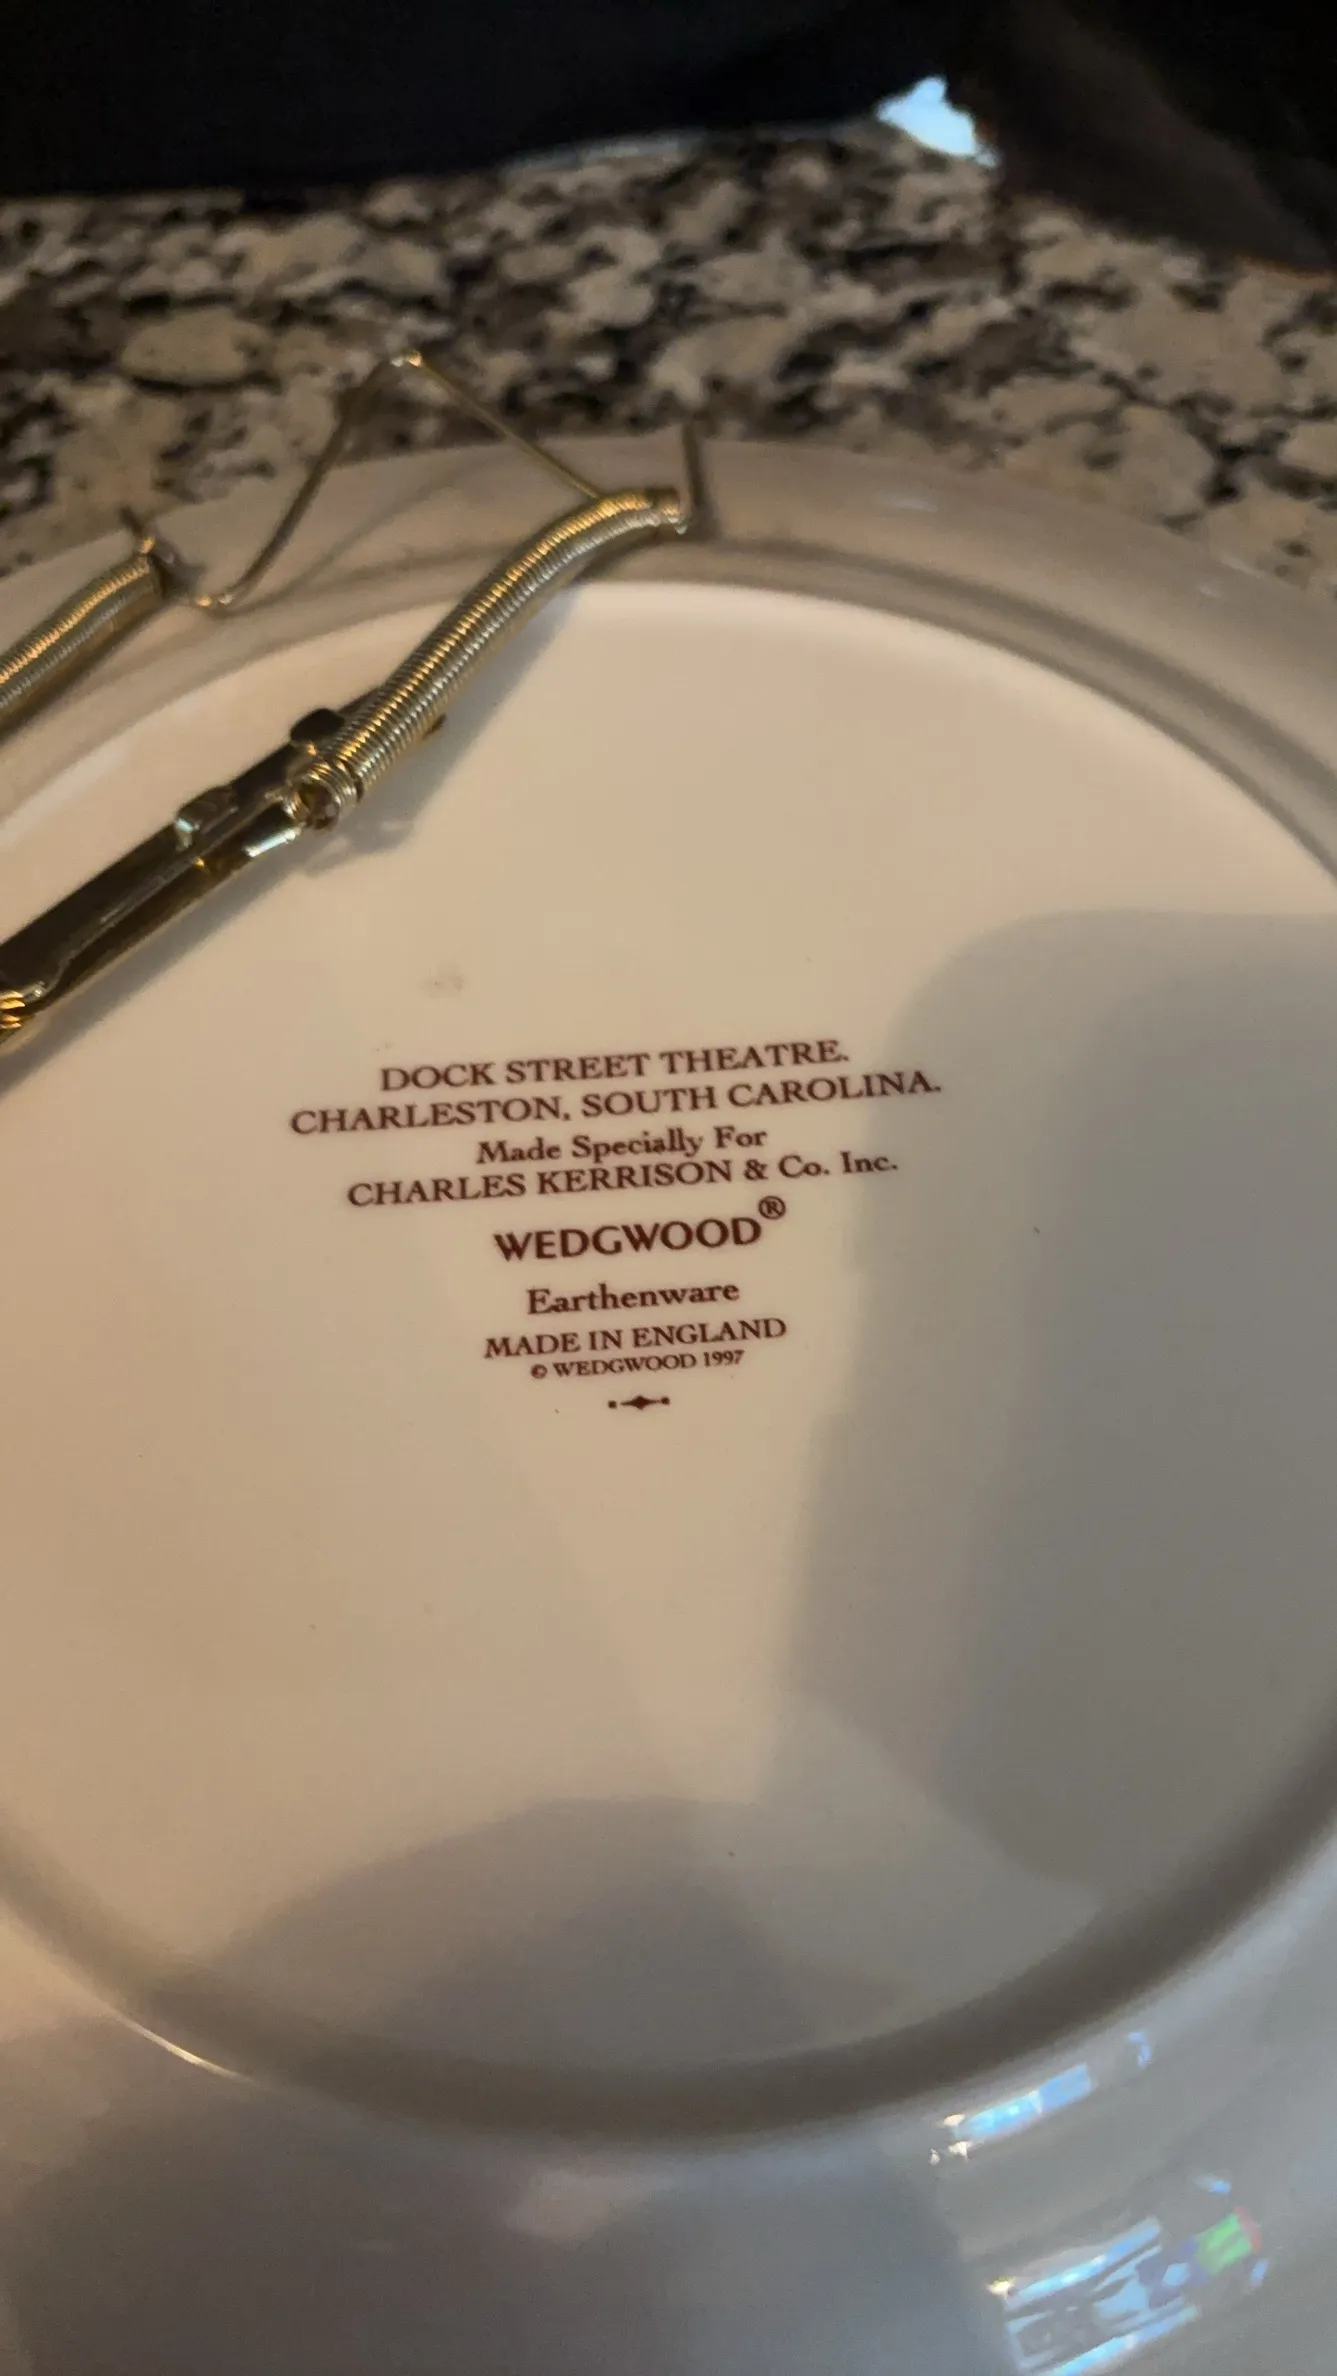 DOCK STREET THEATRE.
CHARLESTON, SOUTH CAROLINA.
Made Specially For
CHARLES KERRISON & Co. Inc.
WEDGWOOD®
Earthenware
MADE IN ENGLAND
© WEDGWOOD 1997